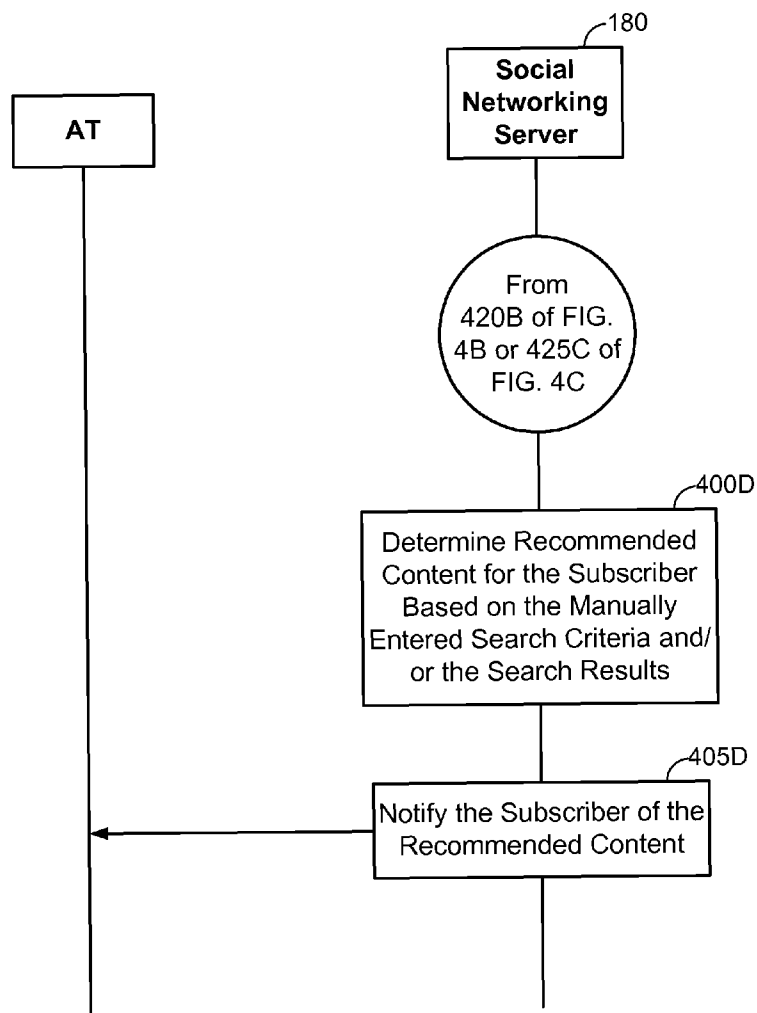 180
Social
Networking
Server
AT
From
420B of FIG.
4B or 425C of
FIG. 4C
400D
Determine Recommended
Content for the Subscriber
Based on the Manually
Entered Search Criteria and/
or the Search Results
405D
Notify the Subscriber of the
Recommended Content